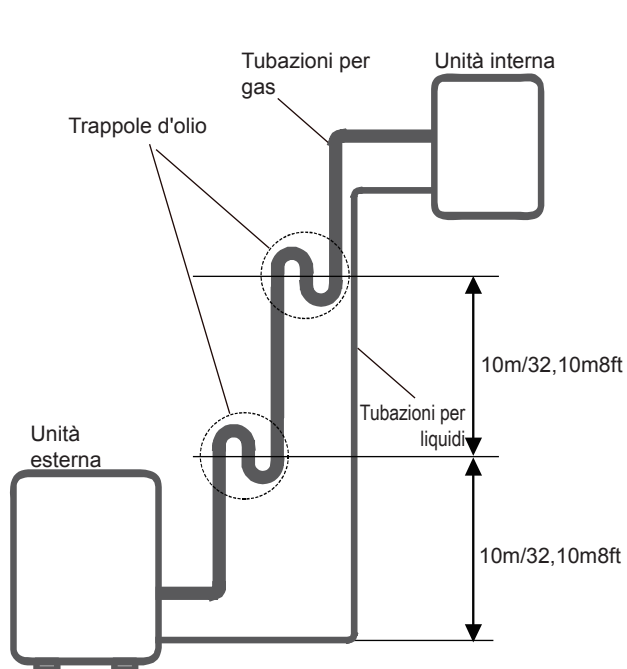 Tubazioni per
gas
Unità interna
Trappole d'olio
10m/32,10m8ft
Tubazioni per
liquidi
Unità
esterna
10m/32,10m8ft